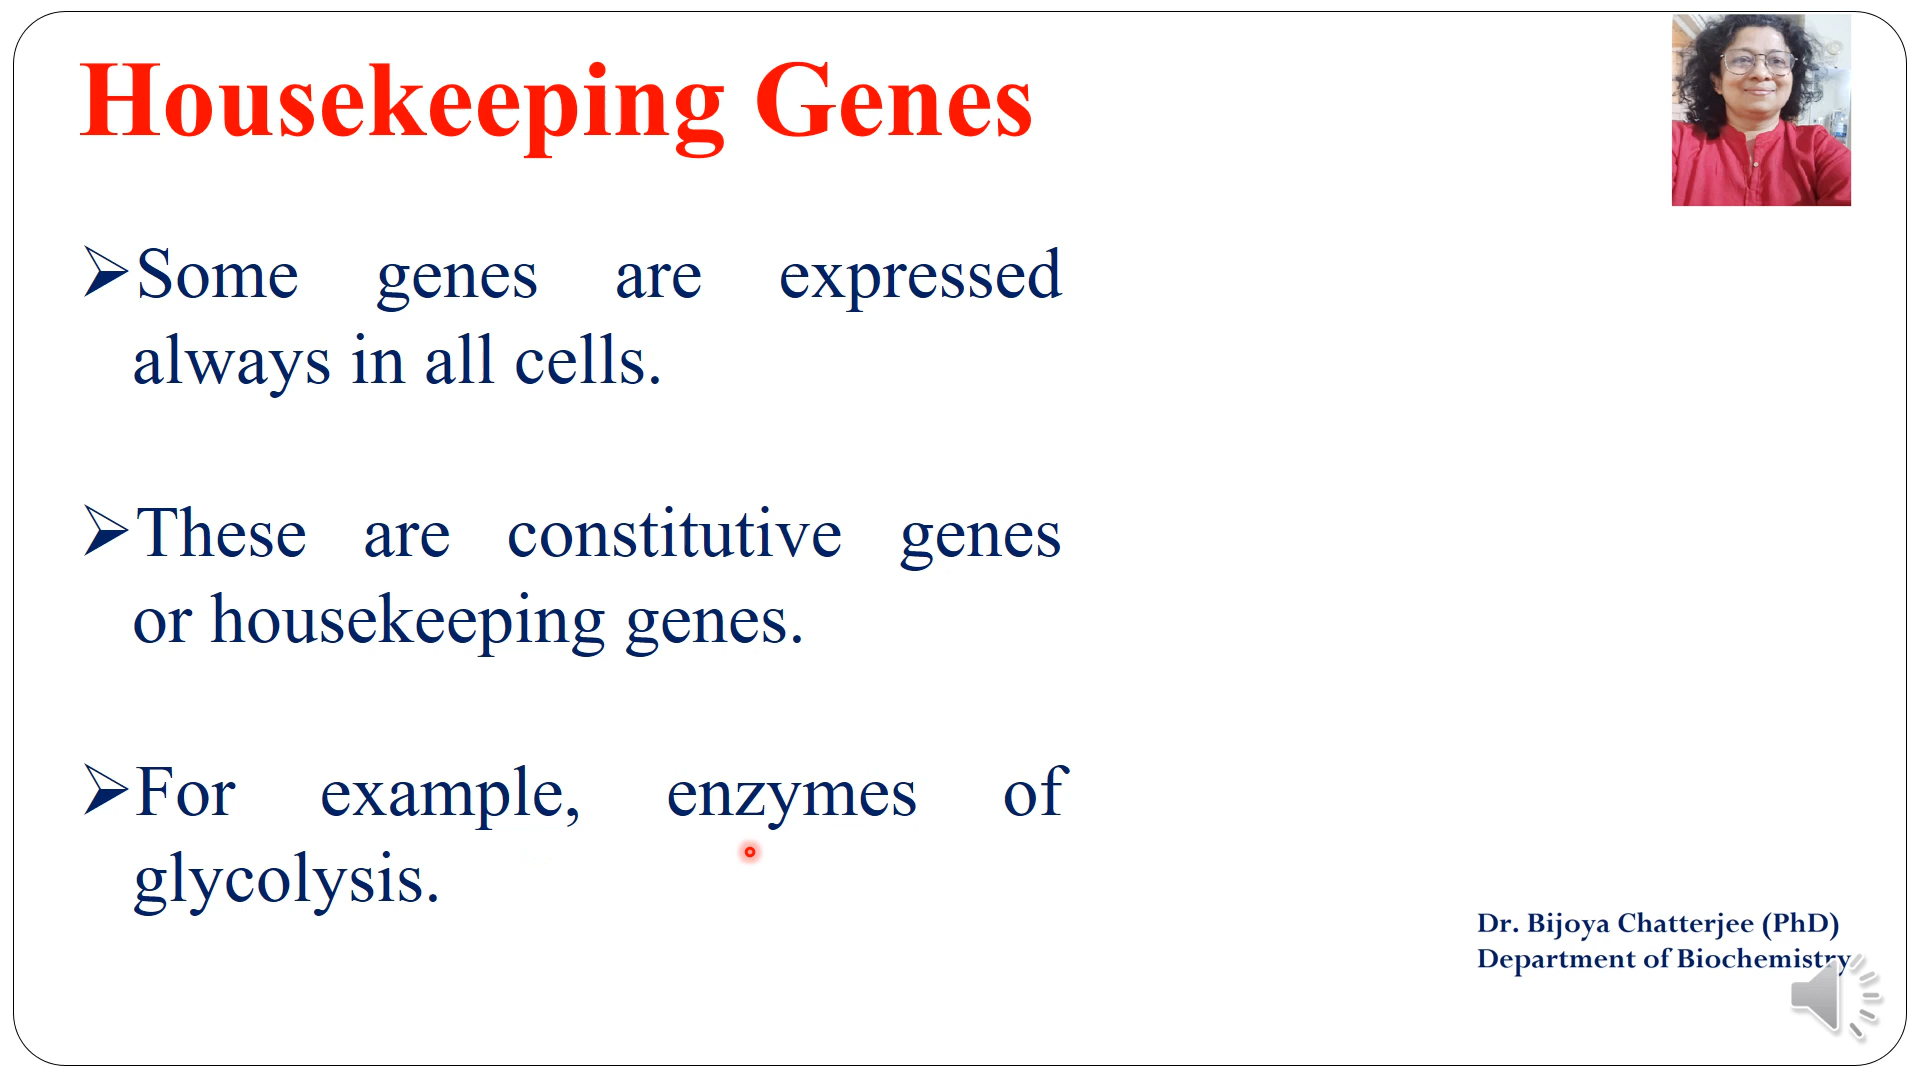 Housekeeping Genes
Some genes are expressed
always in all cells.
These are constitutive genes
or housekeeping genes.
For example, enzymes of
glycolysis.
Dr. Bijoya Chatterjee (PhD)
Department of Biochemistry